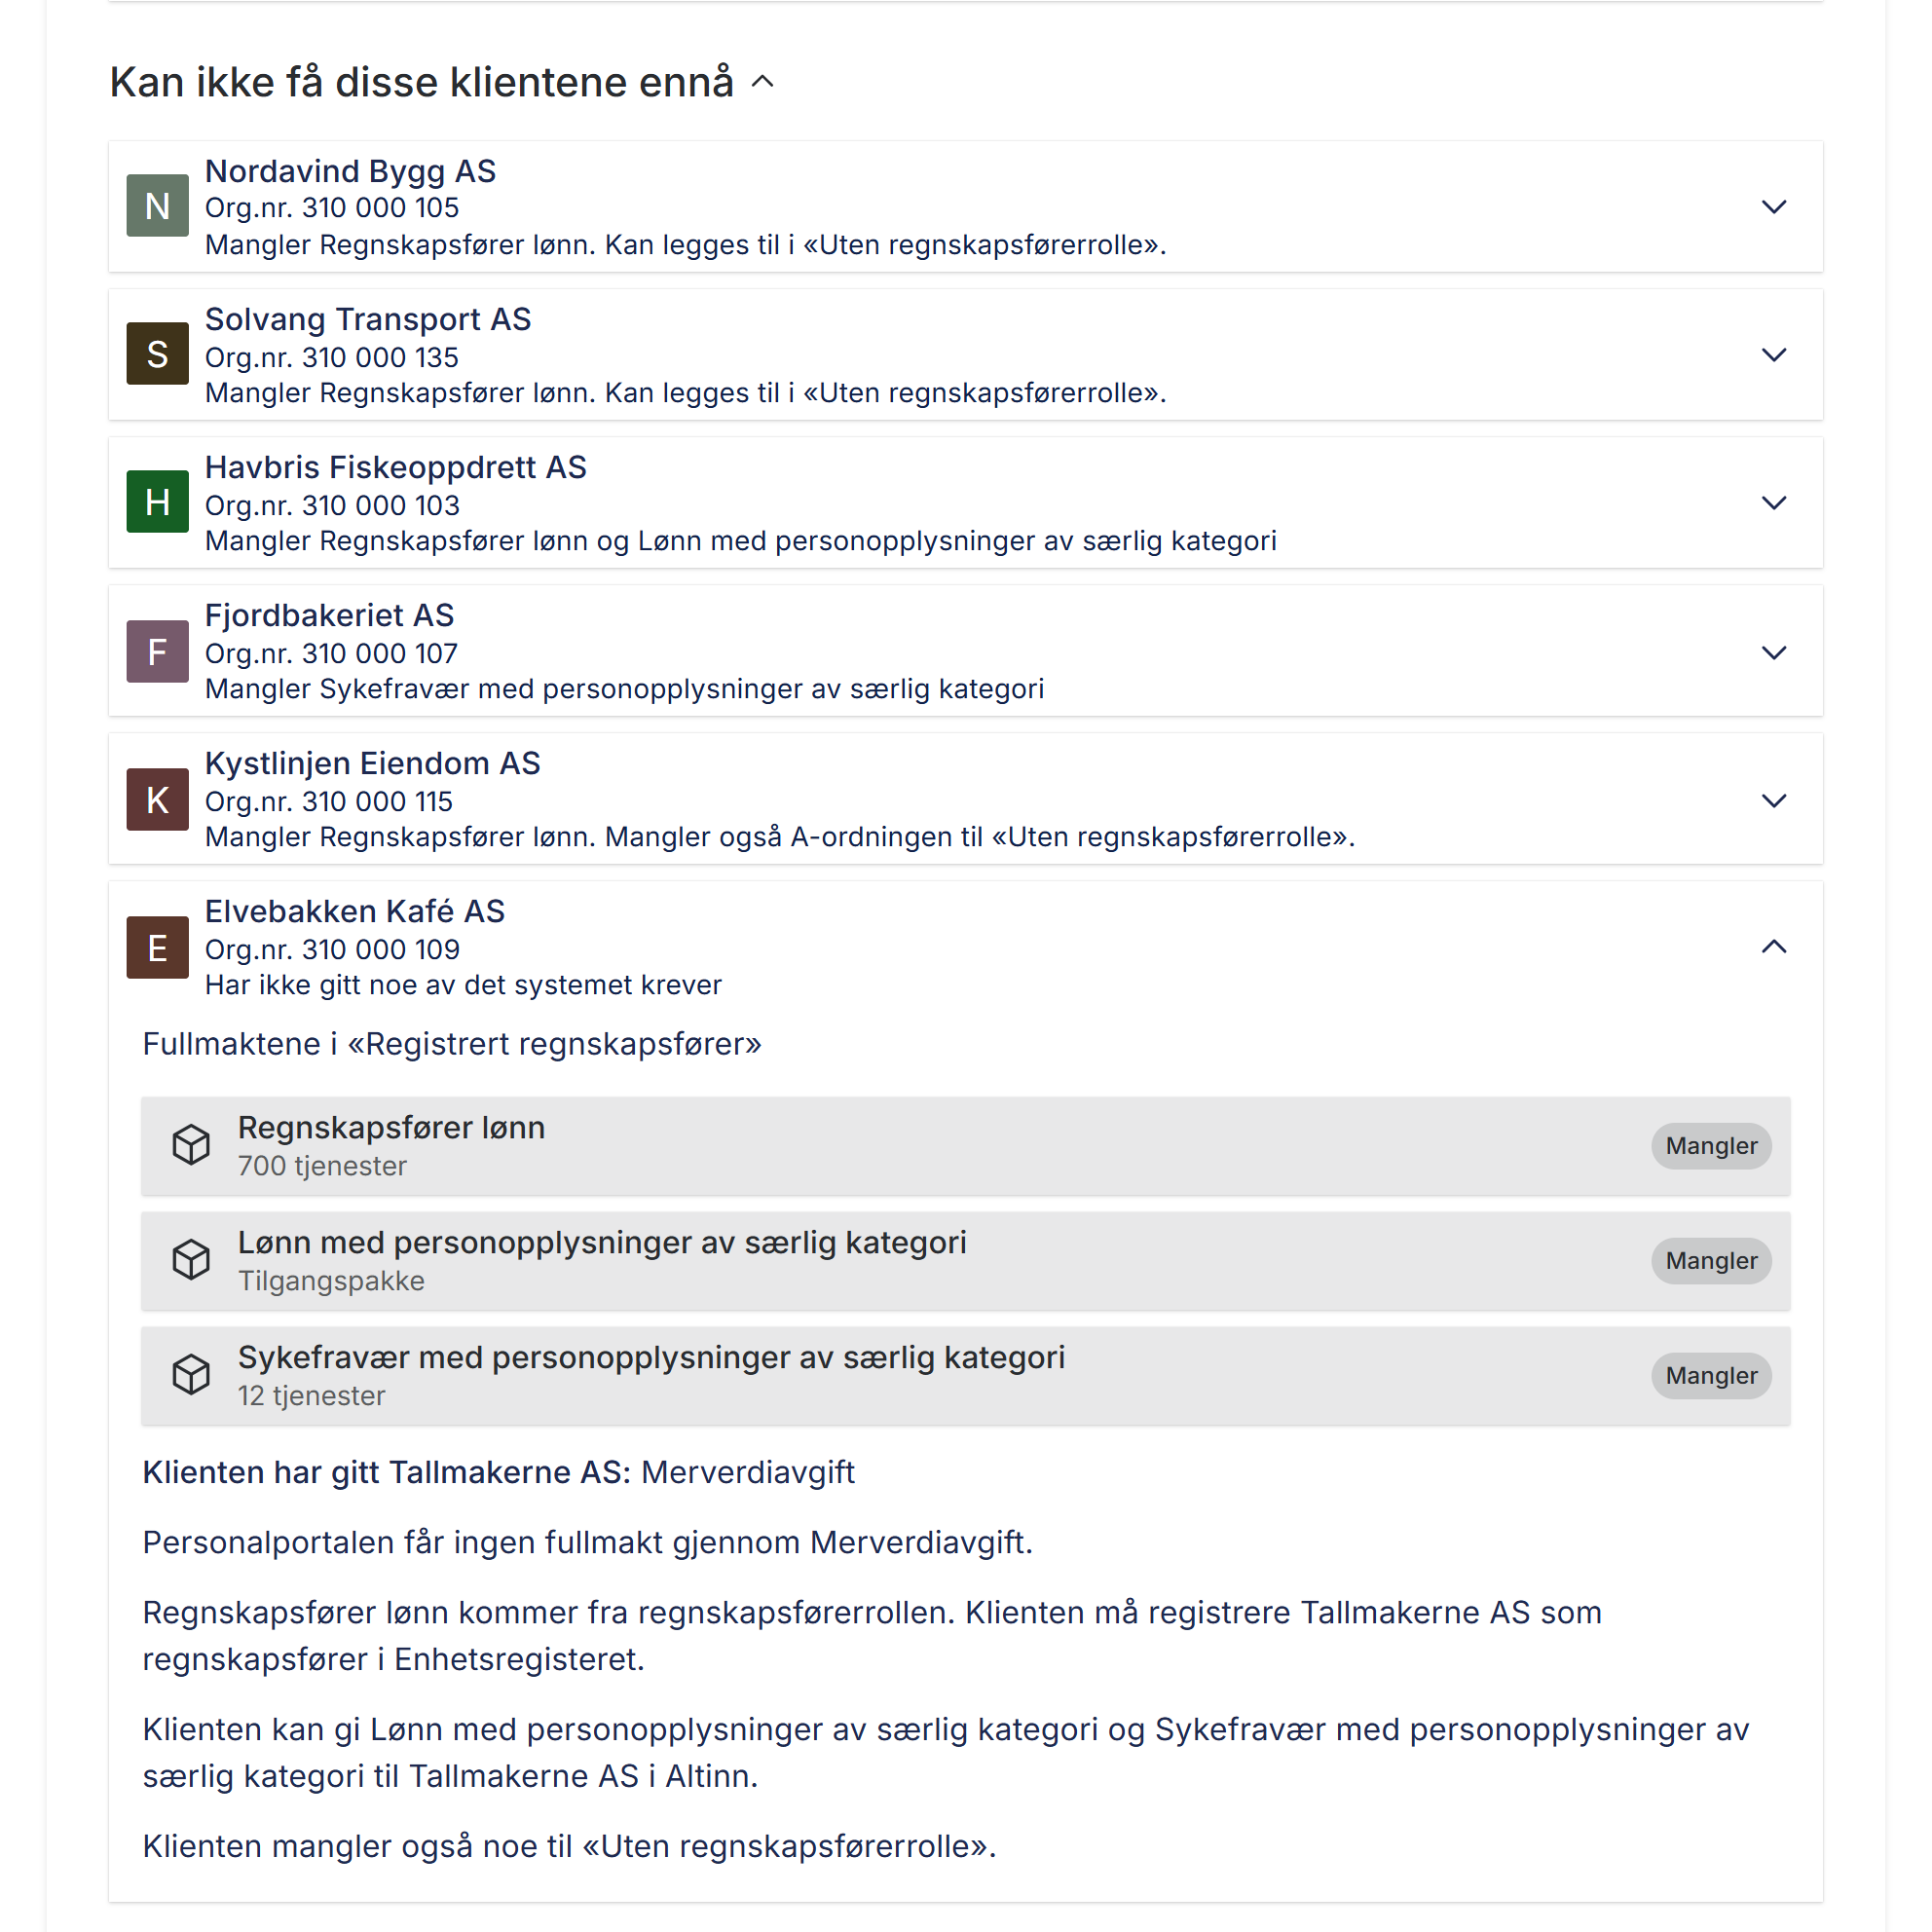 Kan ikke få disse klientene ennå
N
Nordavind Bygg AS
Org.nr. 310 000 105
Mangler Regnskapsfører lønn. Kan legges til i «Uten regnskapsførerrolle».
S
Solvang Transport AS
Org.nr. 310 000 135
Mangler Regnskapsfører lønn. Kan legges til i «Uten regnskapsførerrolle».
H
Havbris Fiskeoppdrett AS
Org.nr. 310 000 103
Mangler Regnskapsfører lønn og Lønn med personopplysninger av særlig kategori
F
Fjordbakeriet AS
Org.nr. 310 000 107
Mangler Sykefravær med personopplysninger av særlig kategori
K
Kystlinjen Eiendom AS
Org.nr. 310 000 115
Mangler Regnskapsfører lønn. Mangler også A-ordningen til «Uten regnskapsførerrolle».
E
Elvebakken Kafé AS
Org.nr. 310 000 109
Har ikke gitt noe av det systemet krever
Fullmaktene i «Registrert regnskapsfører»
Regnskapsfører lønn
700 tjenester
Mangler
Lønn med personopplysninger av særlig kategori
Tilgangspakke
Mangler
Sykefravær med personopplysninger av særlig kategori
12 tjenester
Mangler
Klienten har gitt Tallmakerne AS: Merverdiavgift
Personalportalen får ingen fullmakt gjennom Merverdiavgift.
Regnskapsfører lønn kommer fra regnskapsførerrollen. Klienten må registrere Tallmakerne AS som
regnskapsfører i Enhetsregisteret.
Klienten kan gi Lønn med personopplysninger av særlig kategori og Sykefravær med personopplysninger av
særlig kategori til Tallmakerne AS i Altinn.
Klienten mangler også noe til «Uten regnskapsførerrolle».